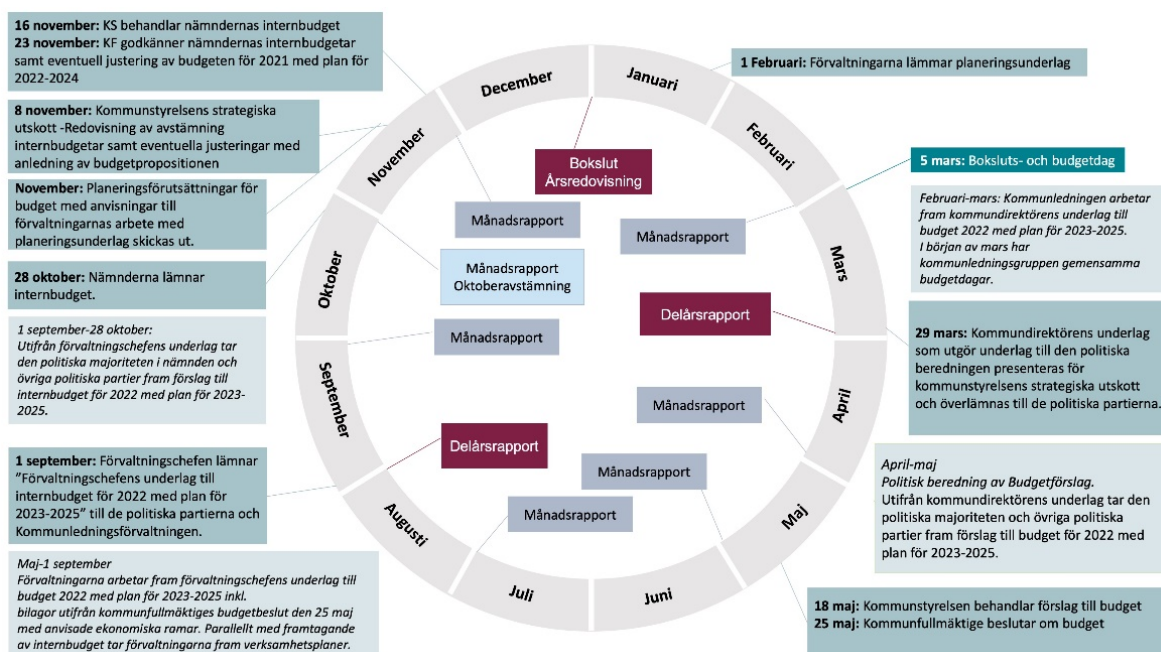 16 november: KS behandlar nämndernas internbudget
23 november: KF godkänner nämndernas internbudgetar
samt eventuell justering av budgeten för 2021 med plan för
2022-2024
8 november: Kommunstyrelsens strategiska
utskott -Redovisning av avstämning
internbudgetar samt eventuella justeringar med
anledning av budgetpropositionen
November: Planeringsförutsättningar för
budget med anvisningar till
förvaltningarnas arbete med
planeringsunderlag skickas ut.
28 oktober: Nämnderna lämnar
internbudget.
1 september-28 oktober:
Utifrån förvaltningschefens underlag tar
den politiska majoriteten i nämnden och
övriga politiska partier fram förslag till
internbudget för 2022 med plan för 2023-
2025.
1 september: Förvaltningschefen lämnar
”Förvaltningschefens underlag till
internbudget för 2022 med plan för
2023-2025” till de politiska partierna och
Kommunledningsförvaltningen.
Maj-1 september
Förvaltningarna arbetar fram förvaltningschefens underlag till
budget 2022 med plan för 2023-2025 inkl.
bilagor utifrån kommunfullmäktiges budgetbeslut den 25 maj
med anvisade ekonomiska ramar. Parallellt med framtagande
av internbudget tar förvaltningarna fram verksamhetsplaner.
Januari
Februari
Mars
April
Maj
Juni
Juli
Augusti
September
Oktober
November
December
Bokslut
Årsredovisning
Månadsrapport
Månadsrapport
Månadsrapport
Oktoberavstämning
Delårsrapport
Månadsrapport
Månadsrapport
Delårsrapport
Månadsrapport
Månadsrapport
1 Februari: Förvaltningarna lämmar planeringsunderlag
5 mars: Boksluts- och budgetdag
Februari-mars: Kommunledningen arbetar
fram kommundirektörens underlag till
budget 2022 med plan för 2023-2025.
I början av mars har
kommunledningsgruppen gemensamma
budgetdagar.
29 mars: Kommundirektörens underlag
som utgör underlag till den politiska
beredningen presenteras för
kommunstyrelsens strategiska utskott
och överlämnas till de politiska partierna.
April-maj
Politisk beredning av Budgetförslag.
Utifrån kommundirektörens underlag tar den
politiska majoriteten och övriga politiska
partier fram förslag till budget för 2022 med
plan för 2023-2025.
18 maj: Kommunstyrelsen behandlar förslag till budget
25 maj: Kommunfullmäktige beslutar om budget